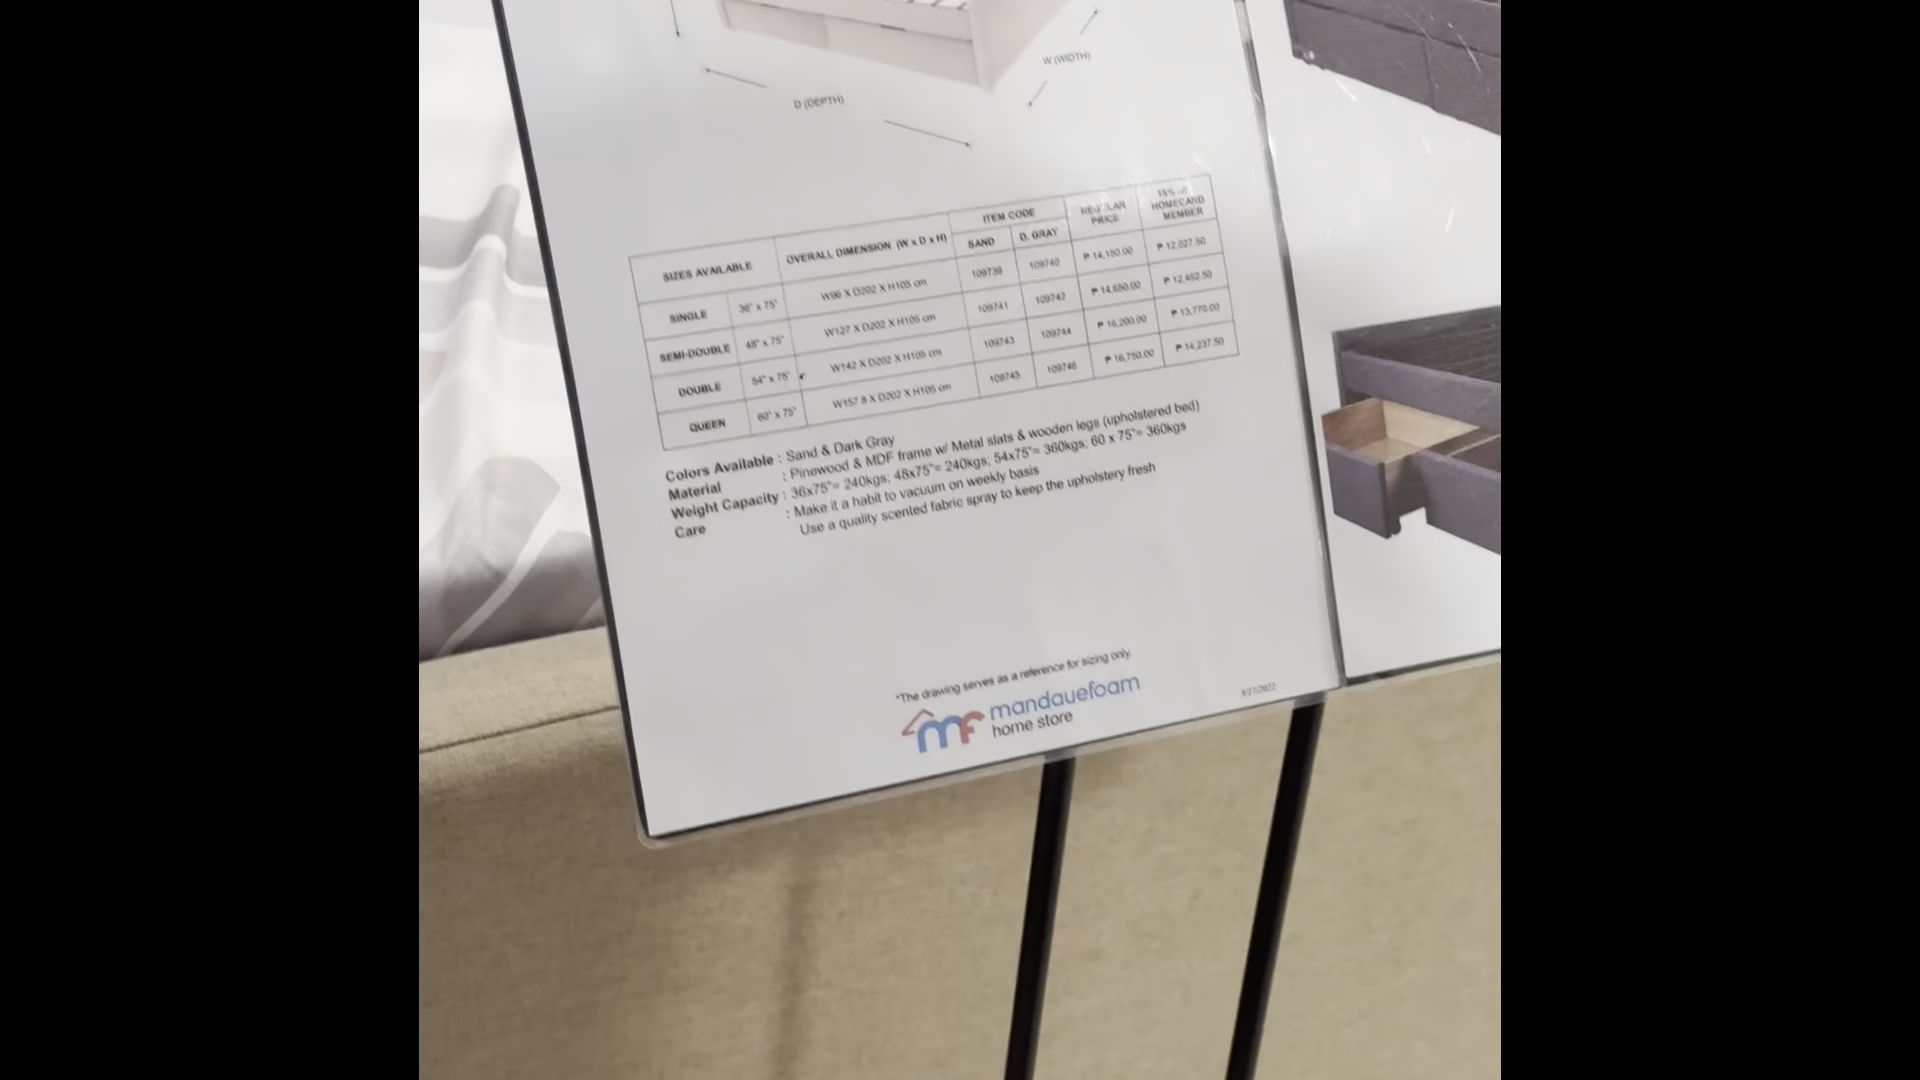 W (WIDTH)
D (DEPTH)
SIZES AVAILABLE OVERALL DIMENSION (W x D x H) ITEM CODE SAND D. GRAY REGULAR PRICE 15% HOMECARD MEMBER
SINGLE 36" x 75" W96 X D202 X H105 cm 109739 109740 ₱ 14,150.00 ₱ 12,027.50
SEMI-DOUBLE 48" x 75" W127 X D202 X H105 cm 109741 109742 ₱ 14,650.00 ₱ 12,452.50
DOUBLE 54" x 75" W142 X D202 X H105 cm 109743 109744 ₱ 16,200.00 ₱ 13,770.00
QUEEN 60" x 75" W157.8 X D202 X H105 cm 109745 109746 ₱ 16,750.00 ₱ 14,237.50
Colors Available : Sand & Dark Gray
Material : Pinewood & MDF frame w/ Metal slats & wooden legs (upholstered bed)
Weight Capacity : 36x75"= 240kgs; 48x75"= 240kgs; 54x75"= 360kgs; 60 x 75"= 360kgs
Care : Make it a habit to vacuum on weekly basis
Use a quality scented fabric spray to keep the upholstery fresh
*The drawing serves as a reference for sizing only.
mf mandauefoam
home store